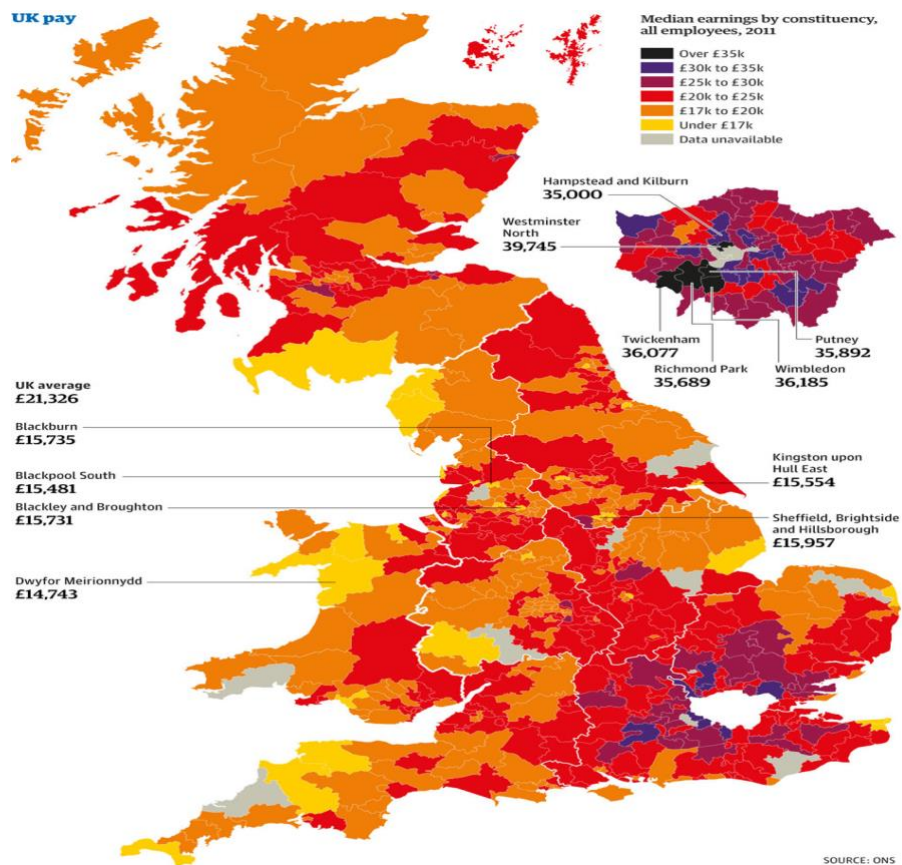 UK pay
Median earnings by constituency,
all employees, 2011
Over £35k
£30k to £35k
£25k to £30k
£20k to £25k
£17k to £20k
Under £17k
Data unavailable
Hampstead and Kilburn
35,000
Westminster
North
39,745
Twickenham
36,077
Richmond Park
35,689
Wimbledon
36,185
Putney
35,892
UK average
£21,326
Blackburn
£15,735
Blackpool South
£15,481
Blackley and Broughton
£15,731
Dwyfor Meirionnydd
£14,743
Kingston upon
Hull East
£15,554
Sheffield, Brightside
and Hillsborough
£15,957
SOURCE: ONS